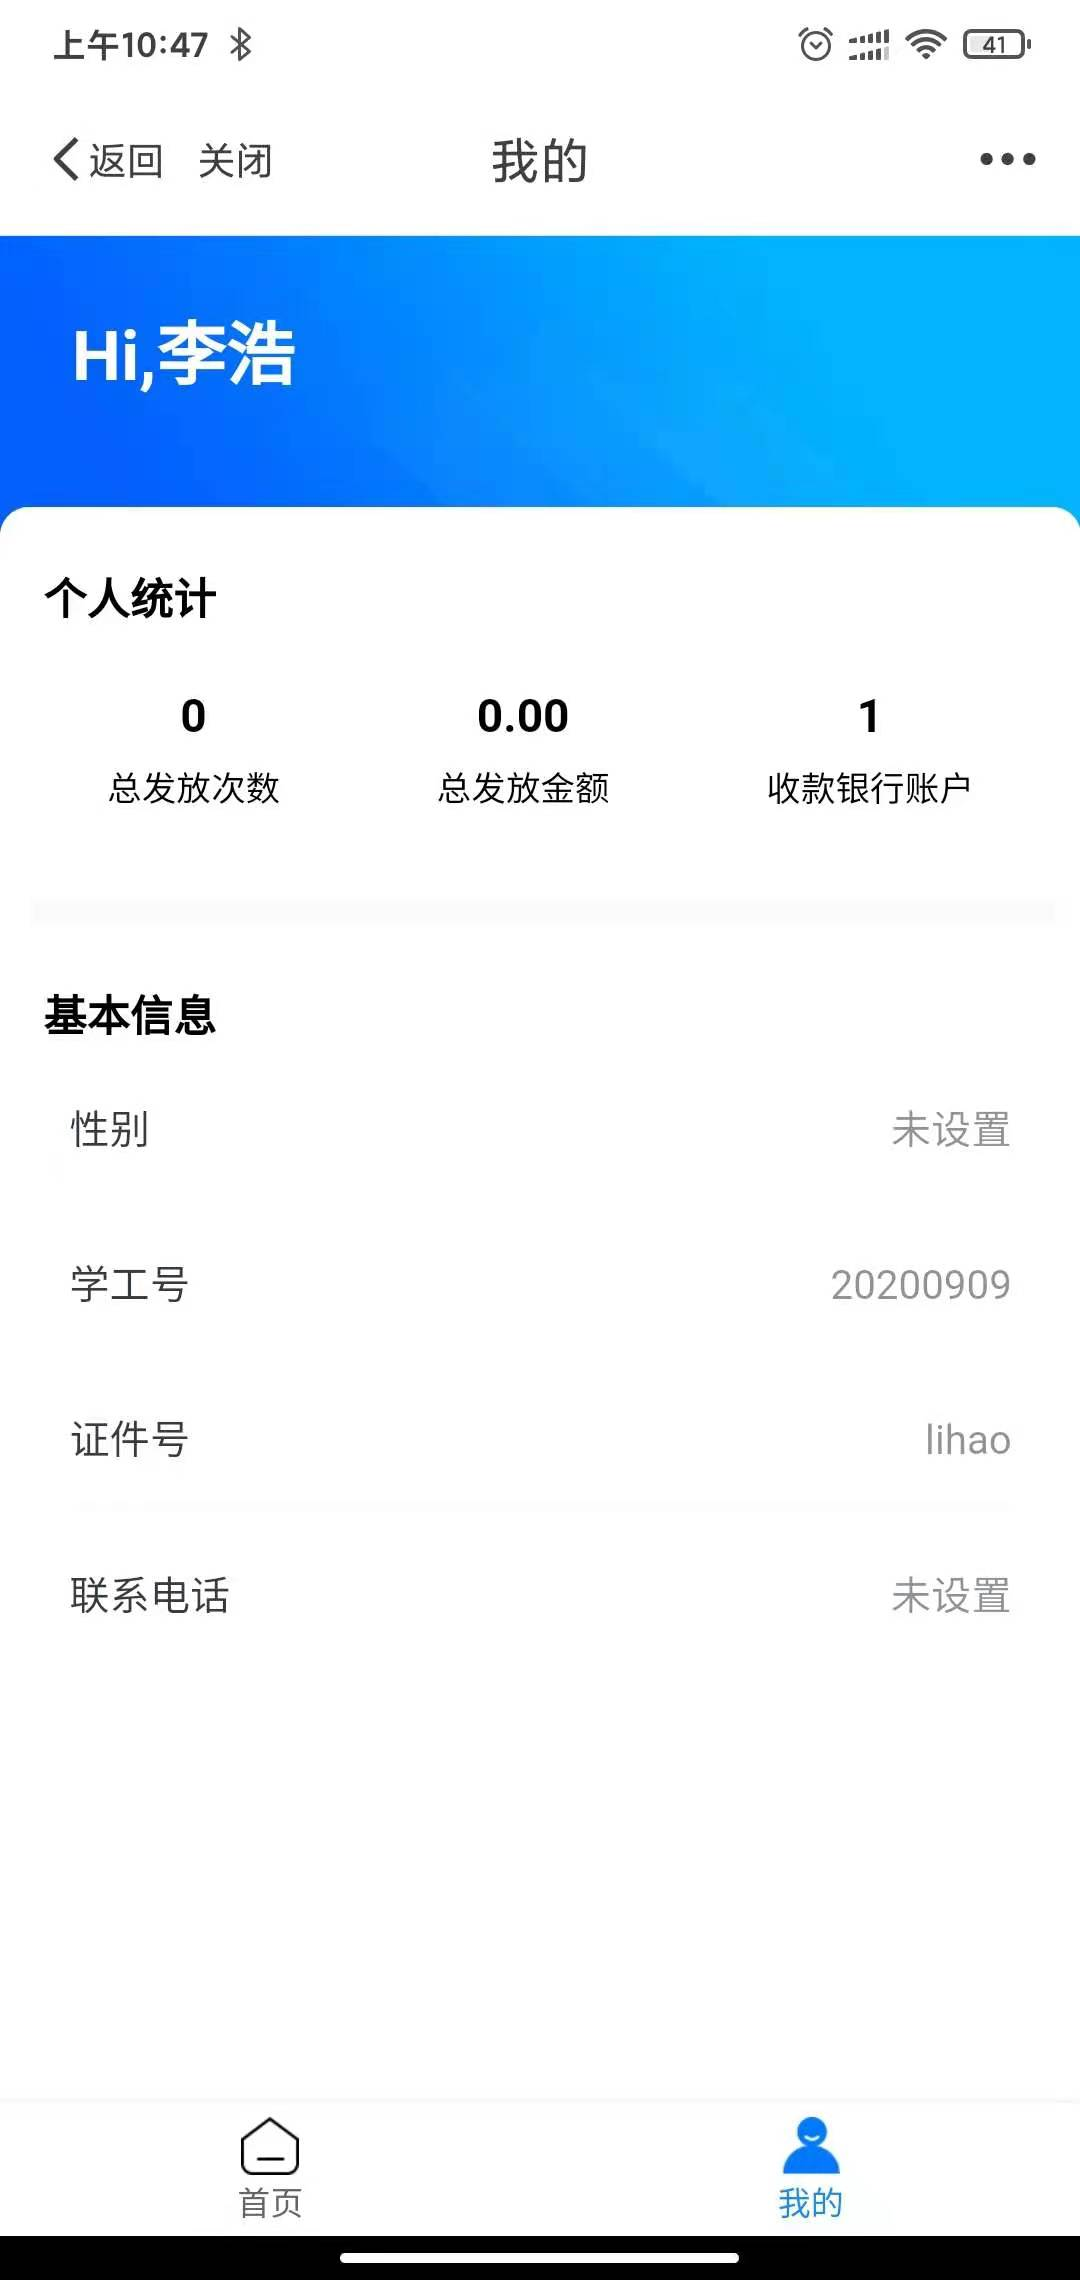 上午10:47
41
返回 关闭 我的
Hi,李浩
个人统计
0 0.00 1
总发放次数 总发放金额 收款银行账户
基本信息
性别 未设置
学工号 20200909
证件号 lihao
联系电话 未设置
首页 我的